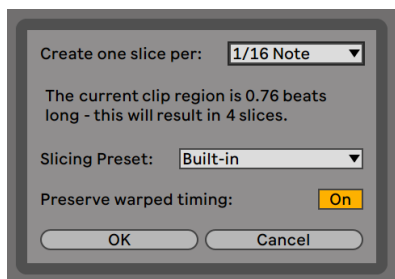 Create one slice per: 1/16 Note
The current clip region is 0.76 beats
long - this will result in 4 slices.
Slicing Preset: Built-in
Preserve warped timing: On
OK Cancel